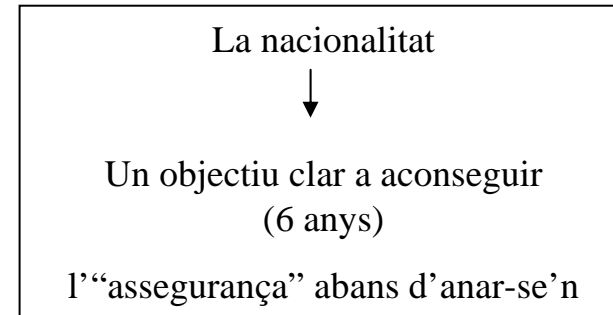 La nacionalitat
Un objectiu clar a aconseguir
(6 anys)
l’“assegurança” abans d’anar-se’n